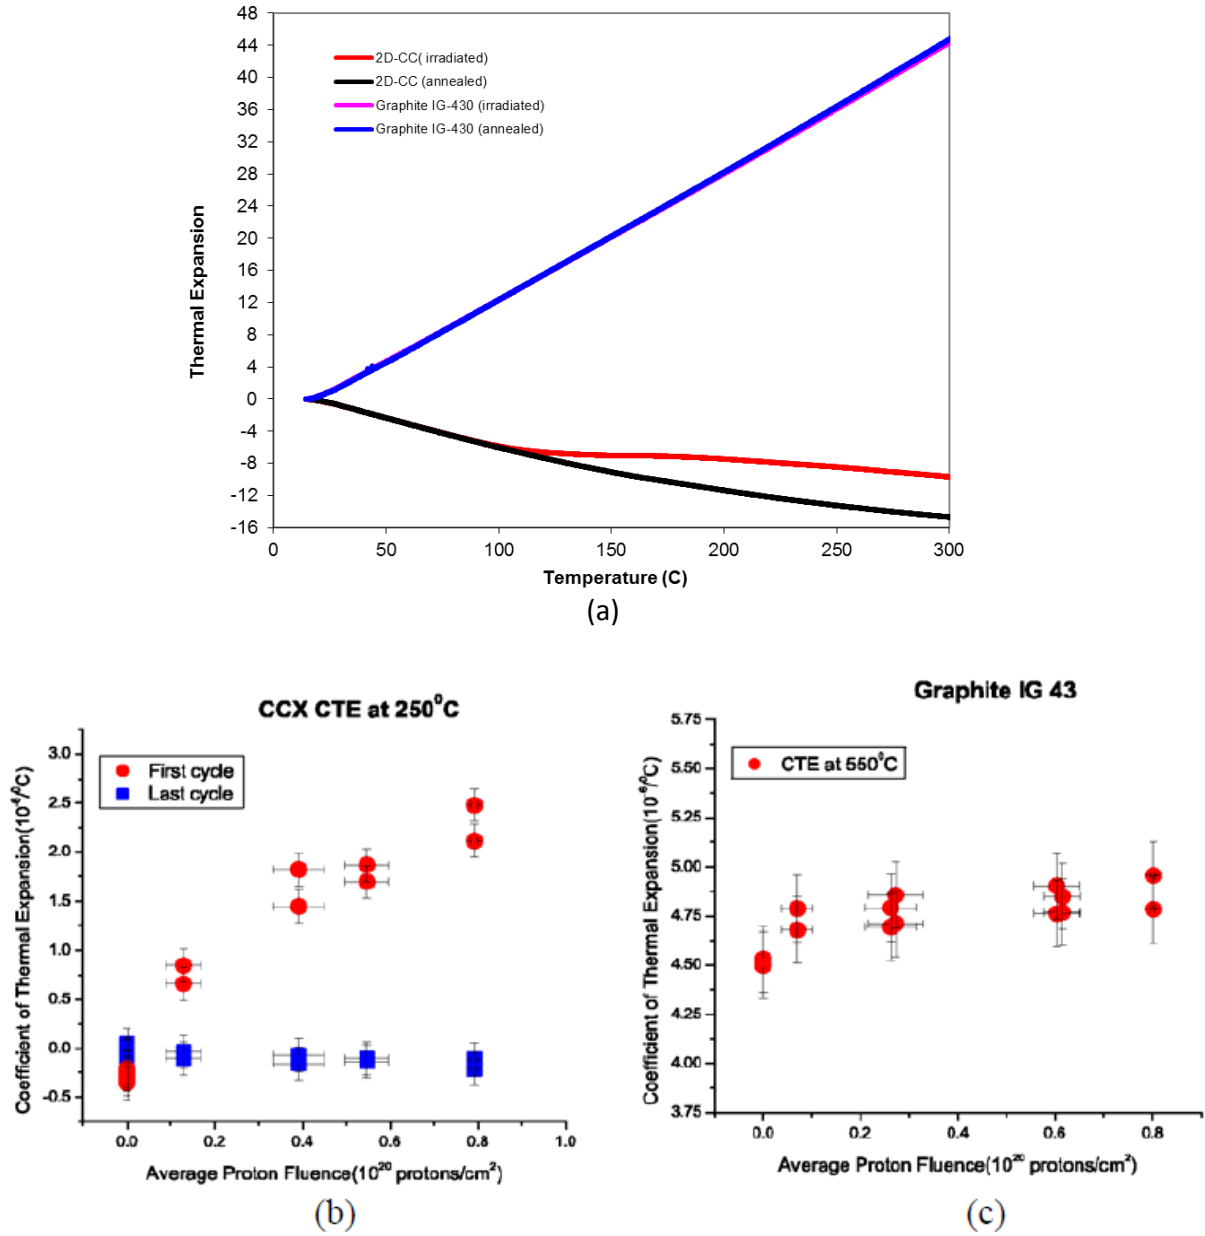 48
44
40
36
32
28
24
20
16
12
8
4
0
-4
-8
-12
-16
Thermal Expansion
2D-CC( irradiated)
2D-CC (annealed)
Graphite IG-430 (irradiated)
Graphite IG-430 (annealed)
0 50 100 150 200 250 300
Temperature (C)
(a)
CCX CTE at 250⁰C
First cycle
Last cycle
Coefficient of Thermal Expansion(10⁻⁶/⁰C)
3.0
2.5
2.0
1.5
1.0
0.5
0.0
-0.5
0.0 0.2 0.4 0.6 0.8 1.0
Average Proton Fluence(10²⁰ protons/cm²)
(b)
Graphite IG 43
CTE at 550⁰C
Coefficient of Thermal Expansion(10⁻⁶/⁰C)
5.75
5.50
5.25
5.00
4.75
4.50
4.25
4.00
3.75
0.0 0.2 0.4 0.6 0.8
Average Proton Fluence(10²⁰ protons/cm²)
(c)